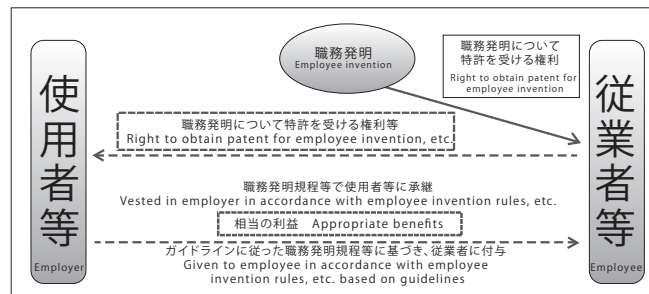 使用者等
Employer
職務発明
Employee invention
職務発明について
特許を受ける権利
Right to obtain patent for
employee invention
従業者等
Employee
職務発明について特許を受ける権利等
Right to obtain patent for employee invention, etc
職務発明規程等で使用者等に承継
Vested in employer in accordance with employee invention rules, etc.
相当の利益 Appropriate benefits
ガイドラインに従った職務発明規程等に基づき、従業者に付与
Given to employee in accordance with employee
invention rules, etc. based on guidelines